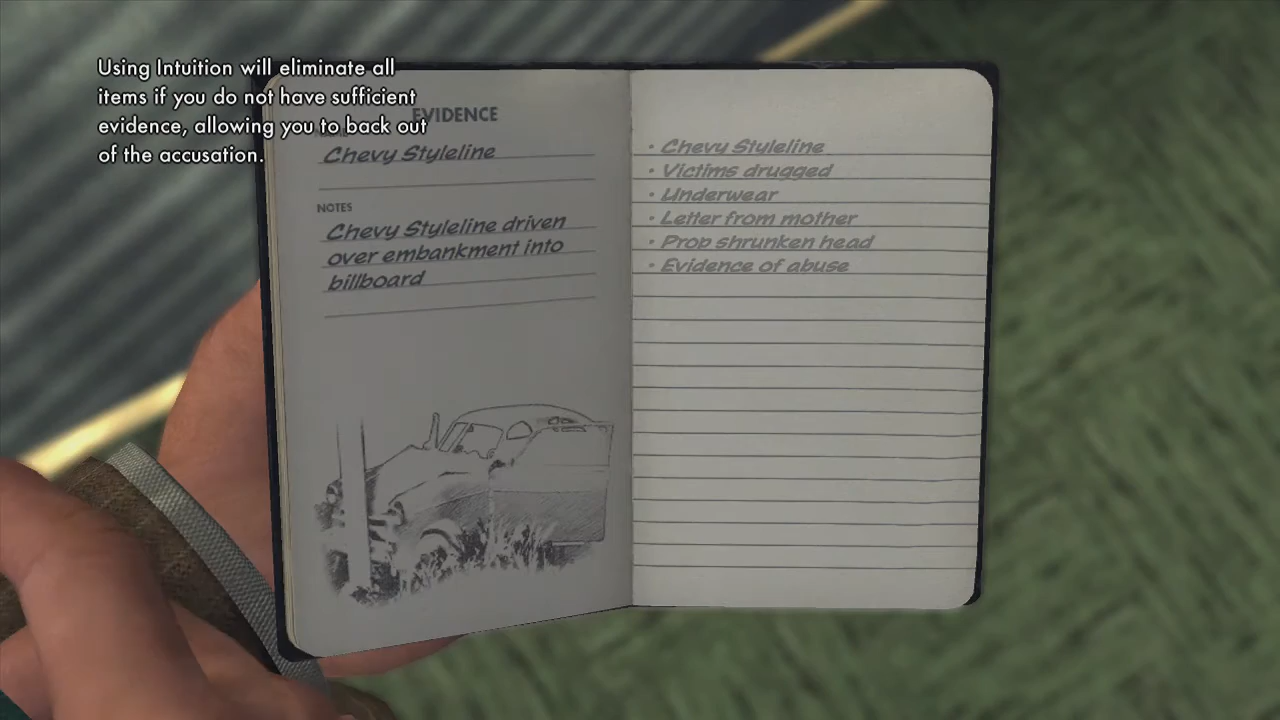 Using Intuition will eliminate all
items if you do not have sufficient
evidence, allowing you to back out
of the accusation.
EVIDENCE
Chevy Styleline
NOTES
Chevy Styleline driven
over embankment into
billboard
• Chevy Styleline
• Victims drugged
• Underwear
• Letter from mother
• Prop shrunken head
• Evidence of abuse